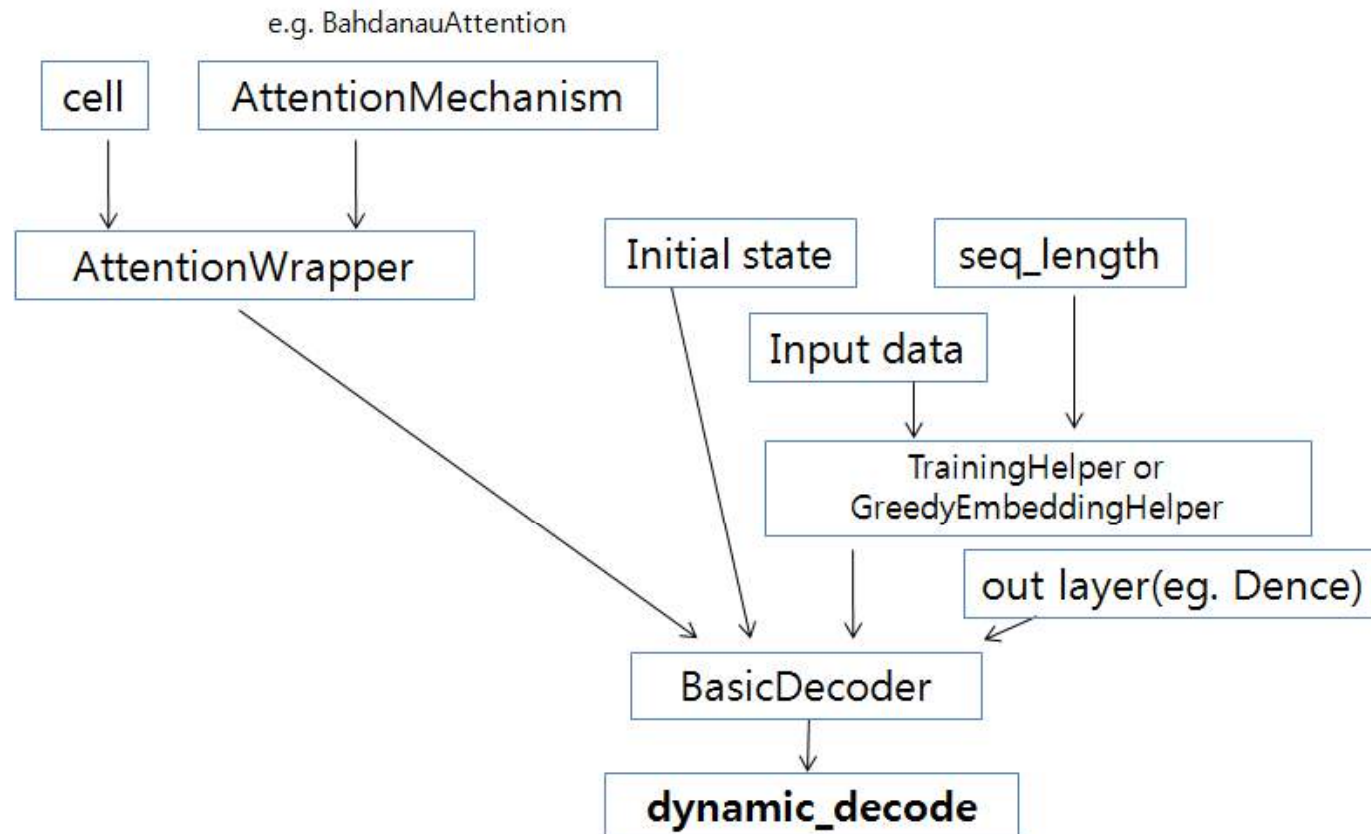 e.g. BahdanauAttention
cell
AttentionMechanism
AttentionWrapper
Initial state
seq_length
Input data
TrainingHelper or
GreedyEmbeddingHelper
out layer(eg. Dence)
BasicDecoder
dynamic_decode